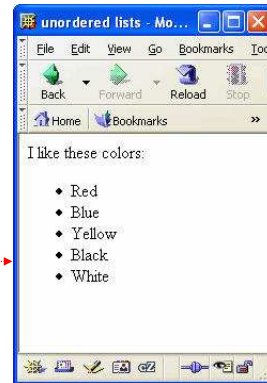 unordered lists - Mo...
File Edit View Go Bookmarks Too
Back Forward Reload Stop
Home Bookmarks »
I like these colors:
Red
Blue
Yellow
Black
White